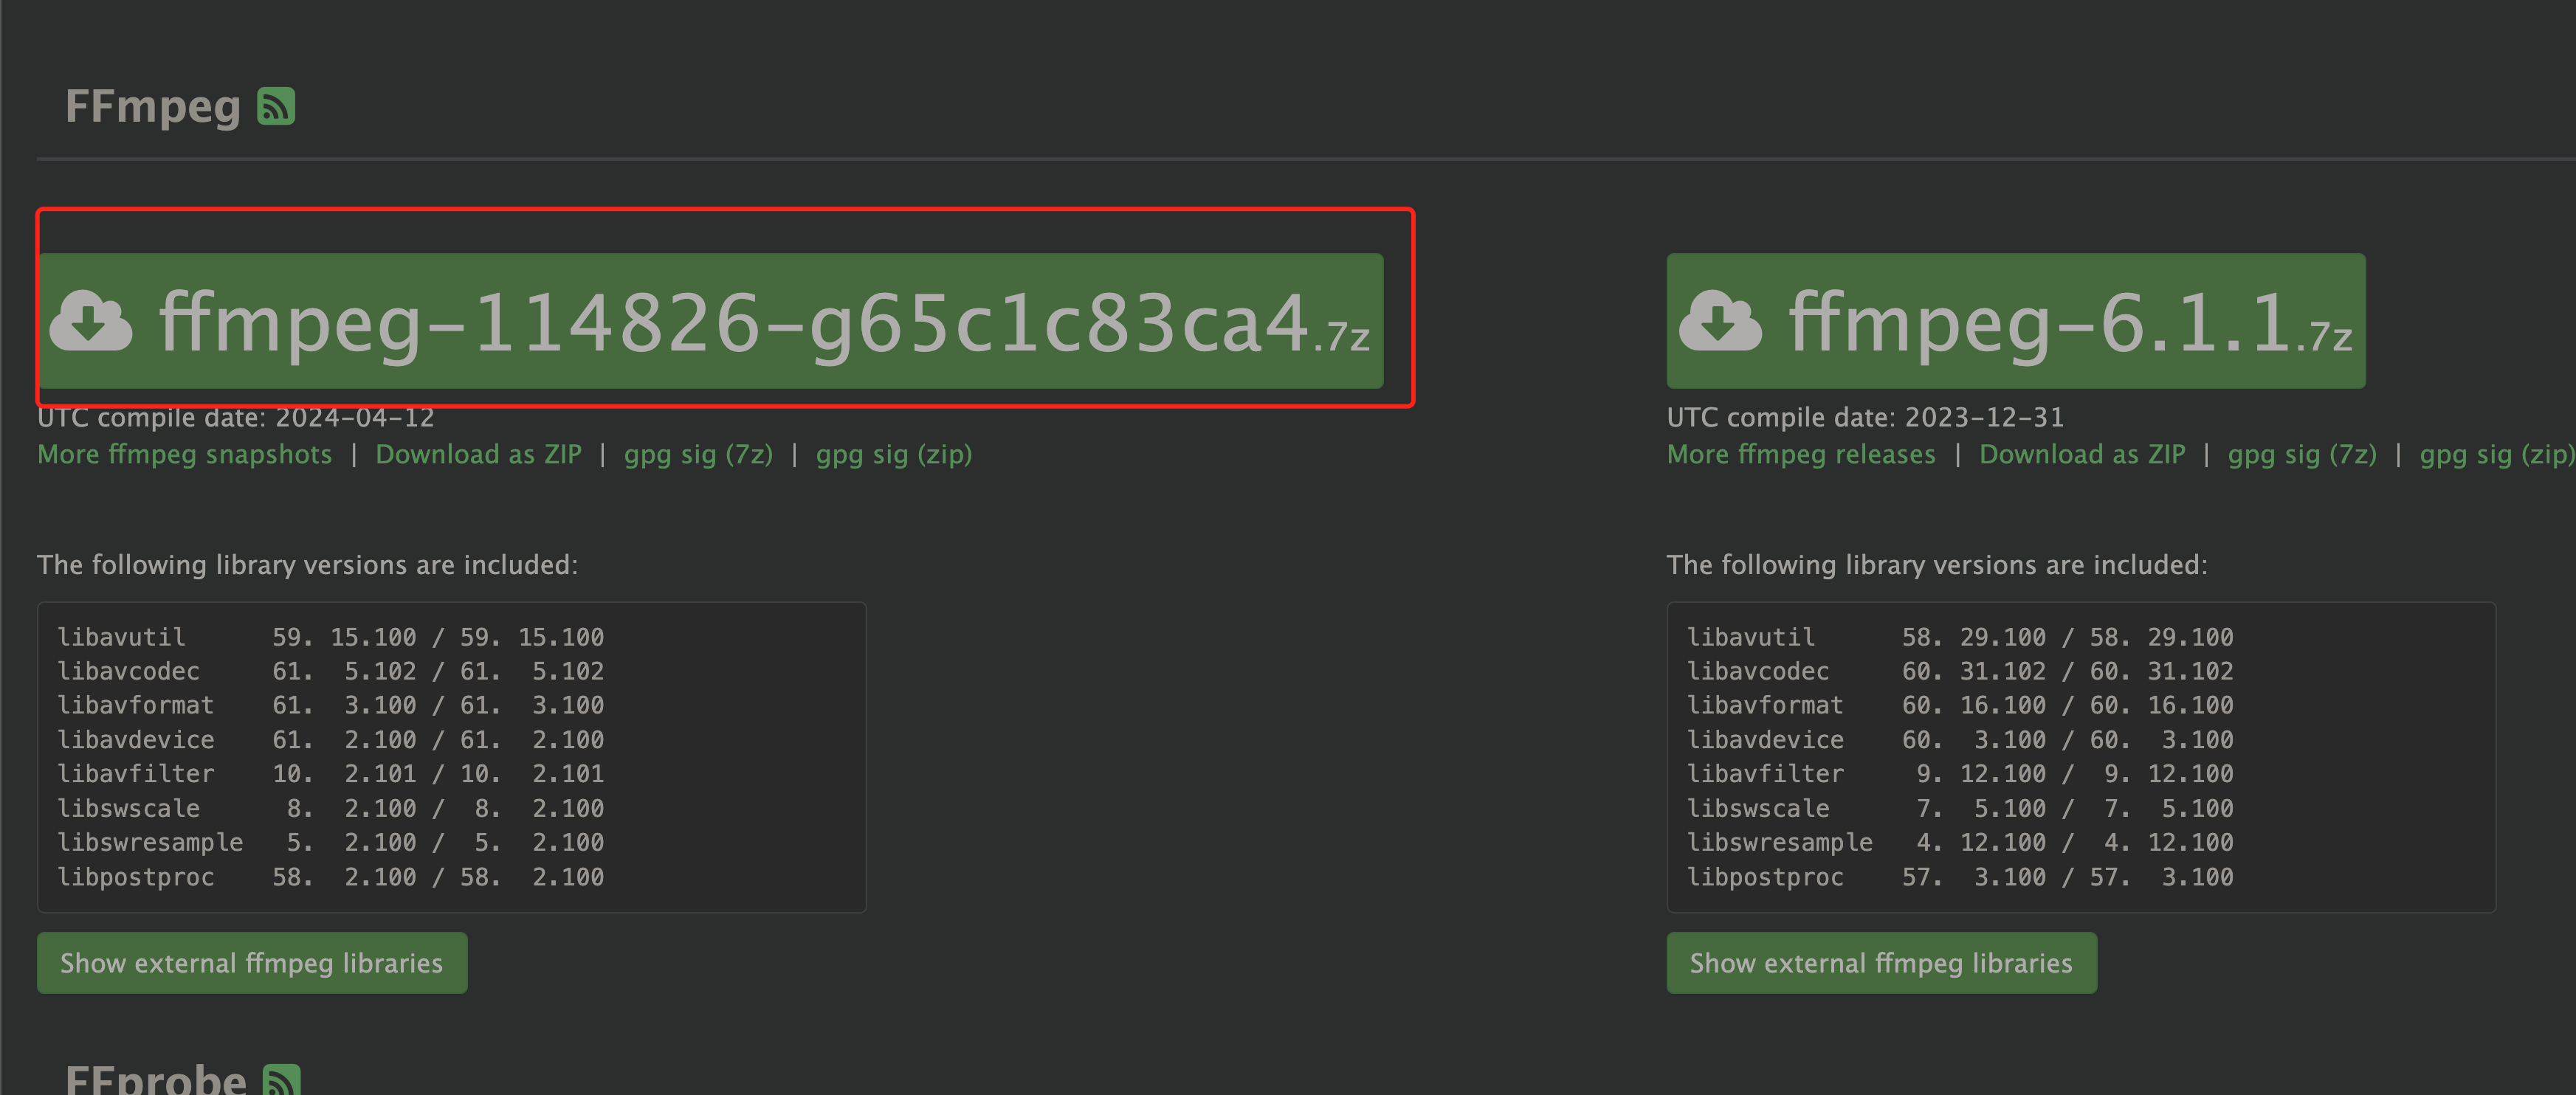 FFmpeg
ffmpeg-114826-g65c1c83ca4.7z
UTC compile date: 2024-04-12
More ffmpeg snapshots | Download as ZIP | gpg sig (7z) | gpg sig (zip)
The following library versions are included:
libavutil 59. 15.100 / 59. 15.100
libavcodec 61. 5.102 / 61. 5.102
libavformat 61. 3.100 / 61. 3.100
libavdevice 61. 2.100 / 61. 2.100
libavfilter 10. 2.101 / 10. 2.101
libswscale 8. 2.100 / 8. 2.100
libswresample 5. 2.100 / 5. 2.100
libpostproc 58. 2.100 / 58. 2.100
Show external ffmpeg libraries
ffmpeg-6.1.1.7z
UTC compile date: 2023-12-31
More ffmpeg releases | Download as ZIP | gpg sig (7z) | gpg sig (zip)
The following library versions are included:
libavutil 58. 29.100 / 58. 29.100
libavcodec 60. 31.102 / 60. 31.102
libavformat 60. 16.100 / 60. 16.100
libavdevice 60. 3.100 / 60. 3.100
libavfilter 9. 12.100 / 9. 12.100
libswscale 7. 5.100 / 7. 5.100
libswresample 4. 12.100 / 4. 12.100
libpostproc 57. 3.100 / 57. 3.100
Show external ffmpeg libraries
FFprobe